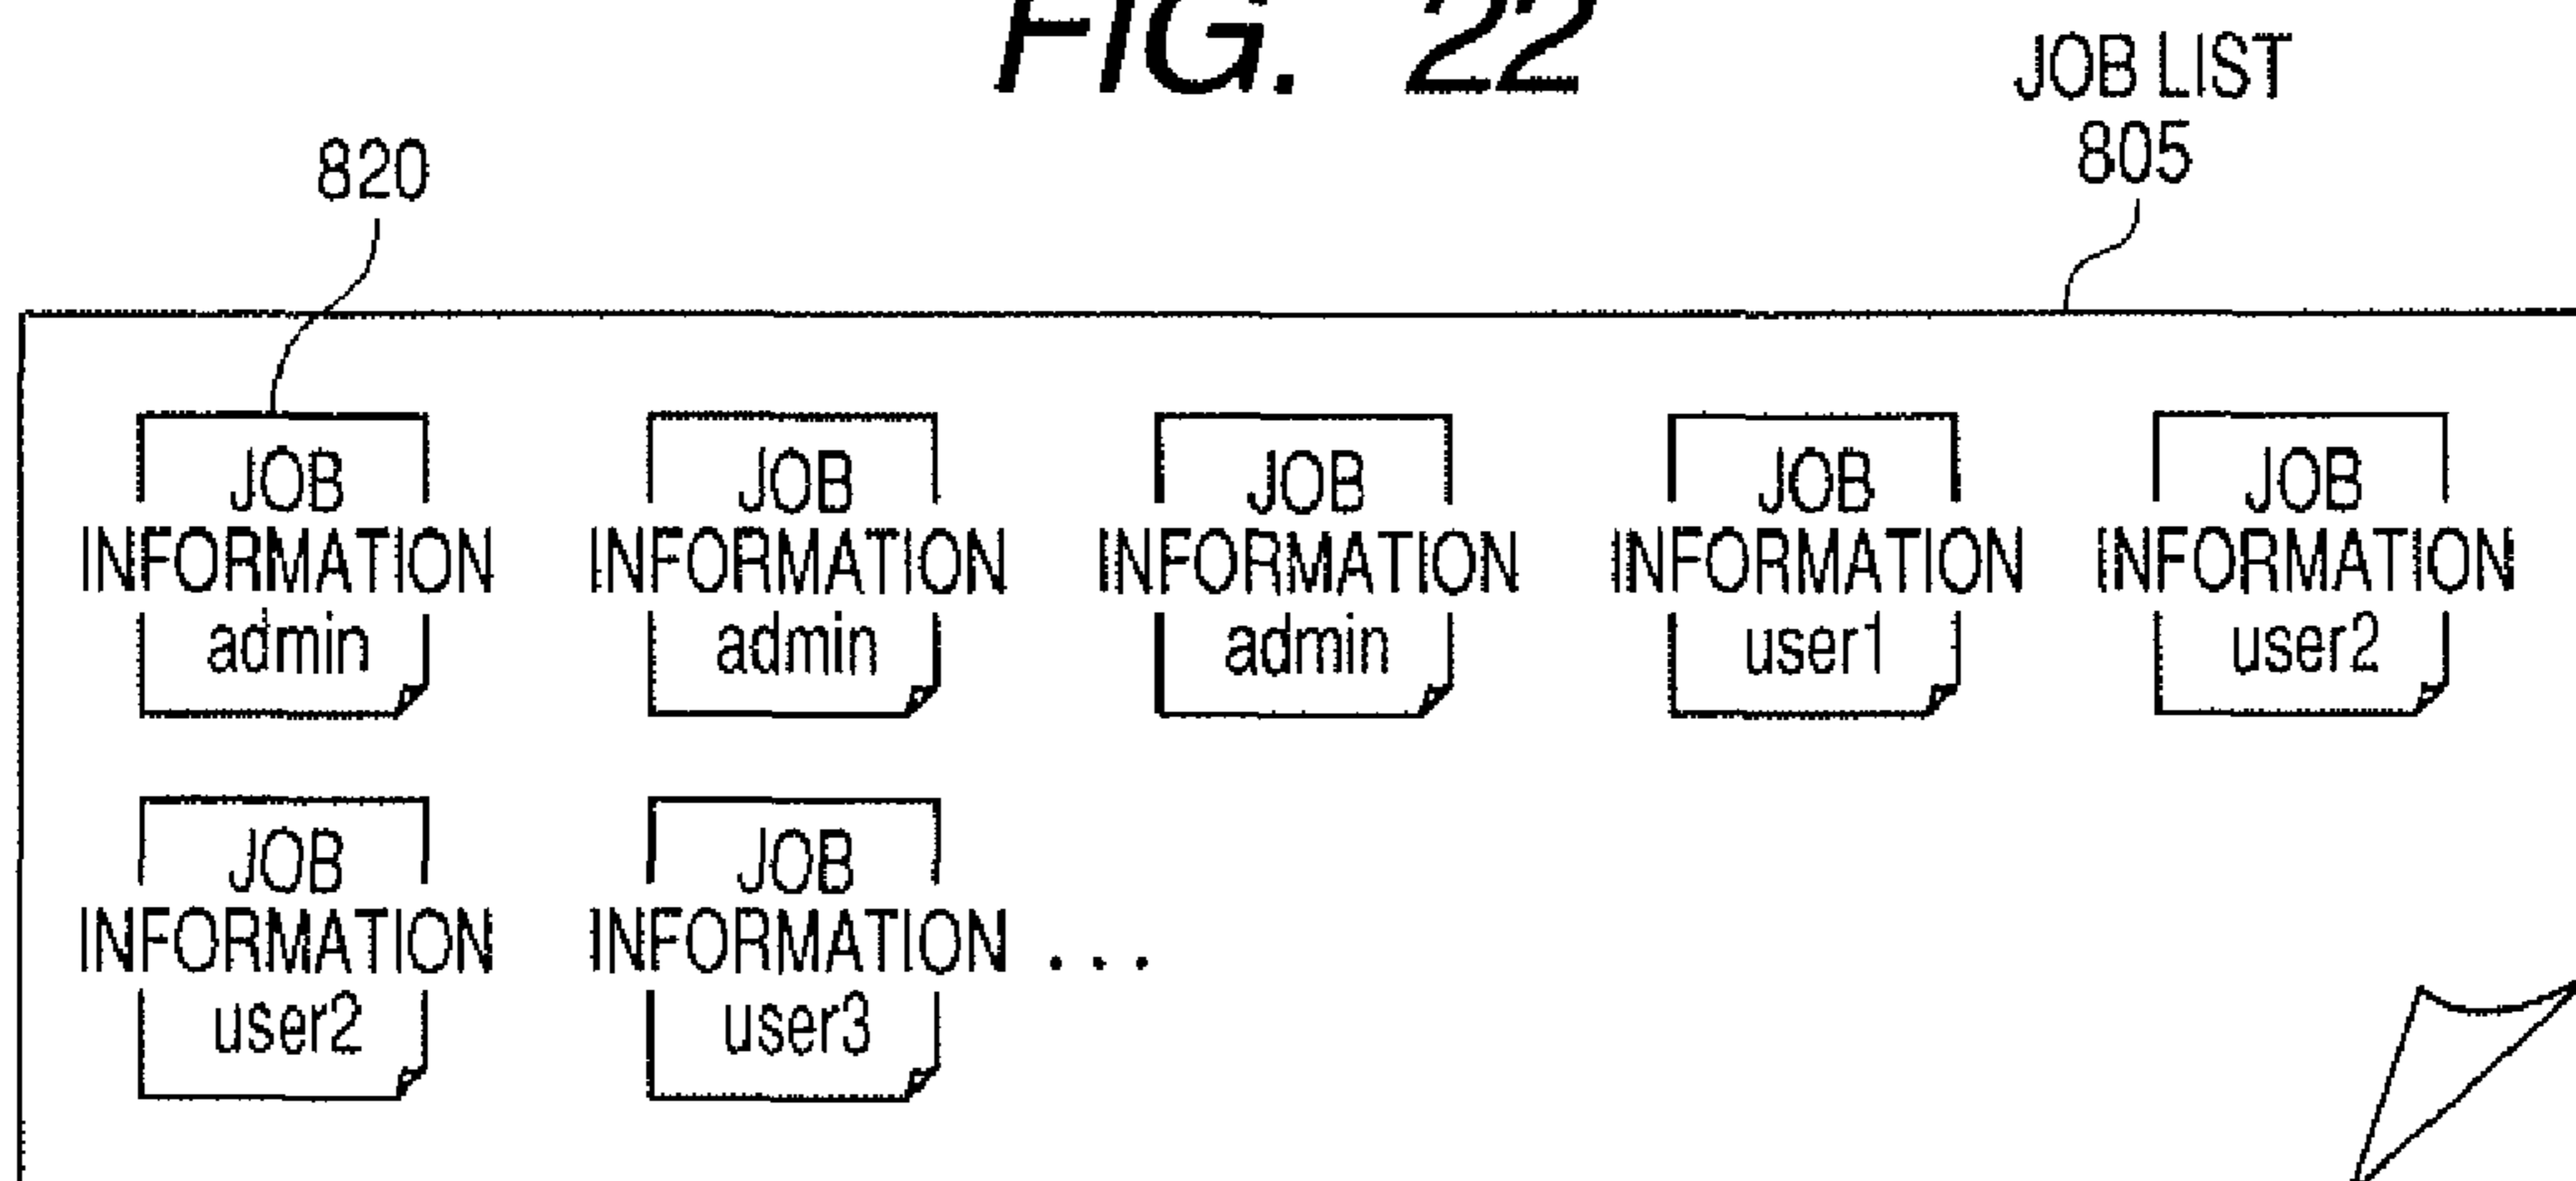 FIG. 22
JOB LIST
805
820
JOB
INFORMATION
admin
JOB
INFORMATION
admin
JOB
INFORMATION
admin
JOB
INFORMATION
user1
JOB
INFORMATION
user2
JOB
INFORMATION
user2
JOB
INFORMATION
user3
...